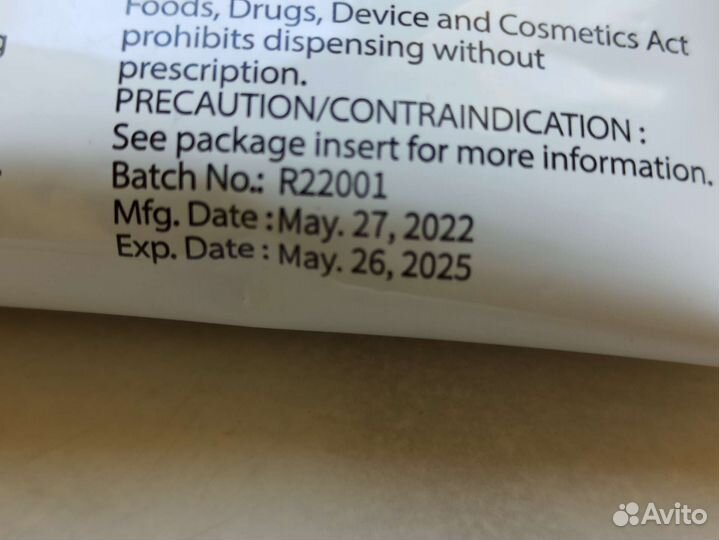 Foods, Drugs, Device and Cosmetics Act
prohibits dispensing without
prescription.
PRECAUTION/CONTRAINDICATION :
See package insert for more information.
Batch No.: R22001
Mfg. Date : May. 27, 2022
Exp. Date : May. 26, 2025
Avito